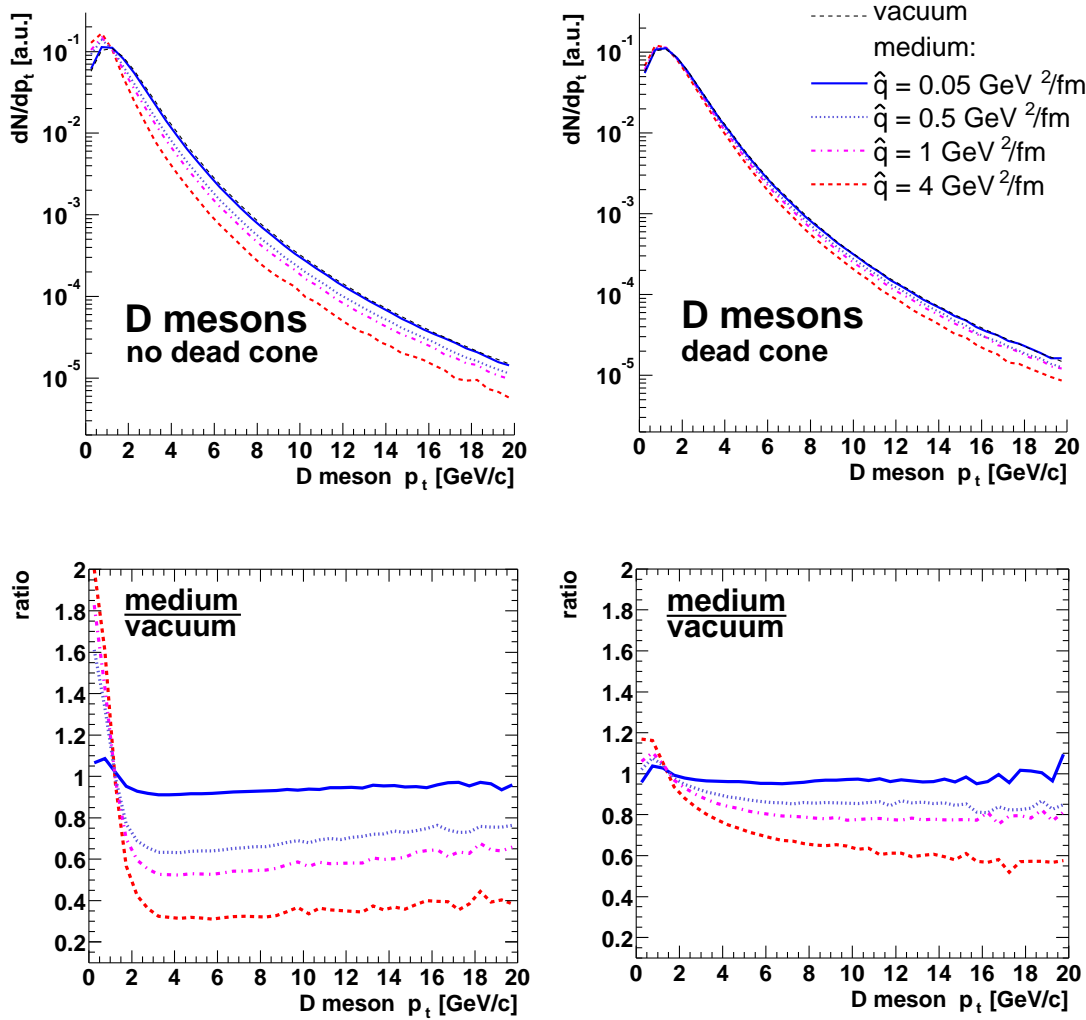 dN/dp_t [a.u.]
10^-1
10^-2
10^-3
10^-4
10^-5
D mesons
no dead cone
0 2 4 6 8 10 12 14 16 18 20
D meson p_t [GeV/c]
dN/dp_t [a.u.]
10^-1
10^-2
10^-3
10^-4
10^-5
vacuum
medium:
q̂ = 0.05 GeV ^2/fm
q̂ = 0.5 GeV ^2/fm
q̂ = 1 GeV ^2/fm
q̂ = 4 GeV ^2/fm
D mesons
dead cone
0 2 4 6 8 10 12 14 16 18 20
D meson p_t [GeV/c]
ratio
2
1.8
1.6
1.4
1.2
1
0.8
0.6
0.4
0.2
medium
vacuum
0 2 4 6 8 10 12 14 16 18 20
D meson p_t [GeV/c]
ratio
2
1.8
1.6
1.4
1.2
1
0.8
0.6
0.4
0.2
medium
vacuum
0 2 4 6 8 10 12 14 16 18 20
D meson p_t [GeV/c]